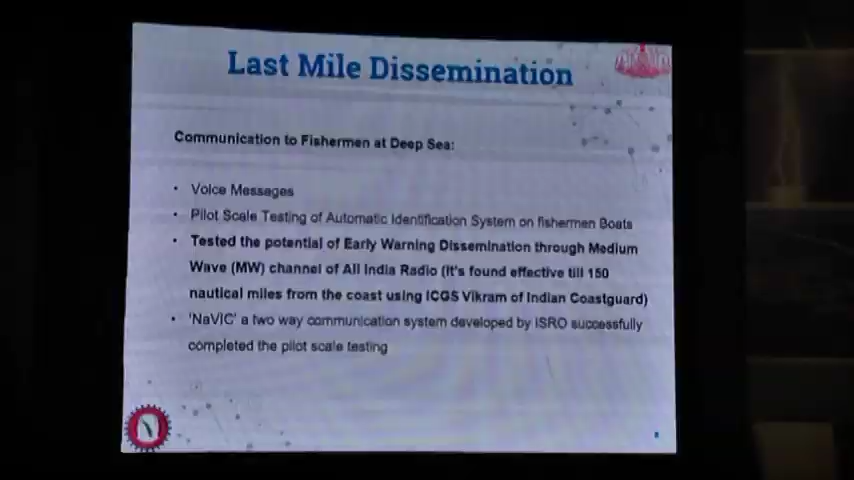 Last Mile Dissemination
Communication to Fishermen at Deep Sea:
• Voice Messages
• Pilot Scale Testing of Automatic Identification System on fishermen Boats
• Tested the potential of Early Warning Dissemination through Medium
Wave (MW) channel of All India Radio (it's found effective till 150
nautical miles from the coast using ICGS Vikram of Indian Coastguard)
• 'NaVIC' a two way communication system developed by ISRO successfully
completed the pilot scale testing